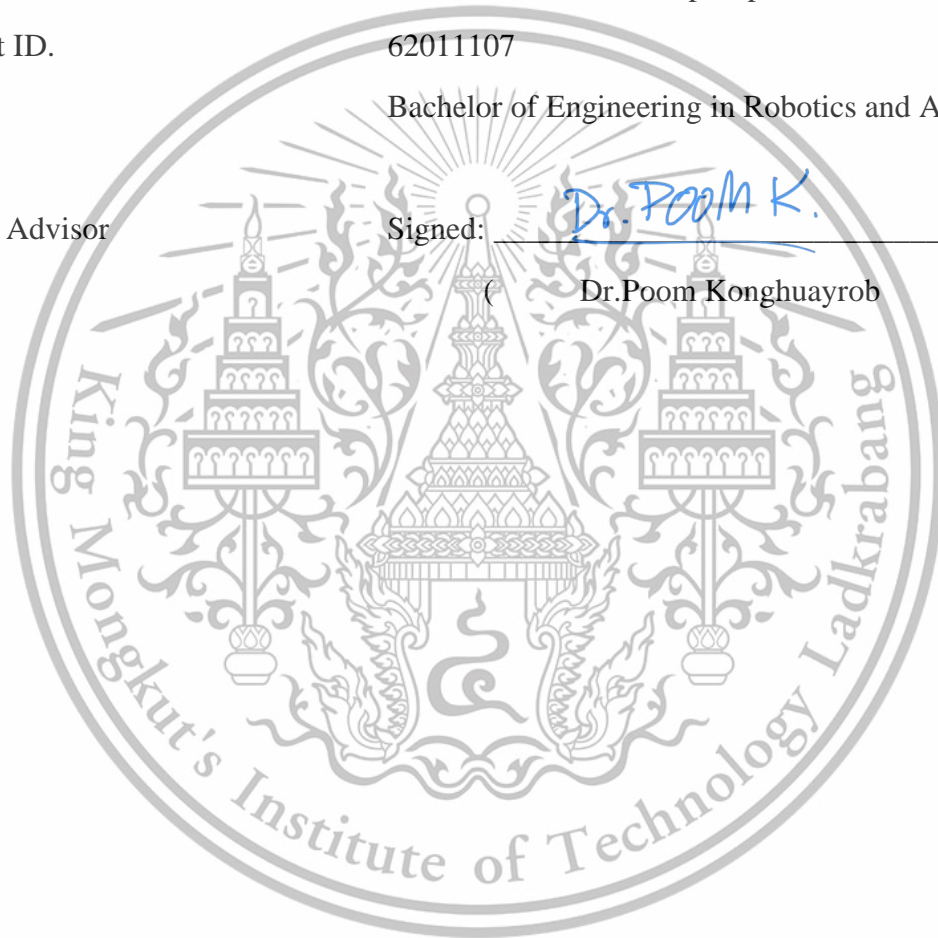 t ID. 62011107
Bachelor of Engineering in Robotics and A
Advisor Signed: Dr. POOM K.
( Dr.Poom Konghuayrob
King Mongkut's Institute of Technology Ladkrabang